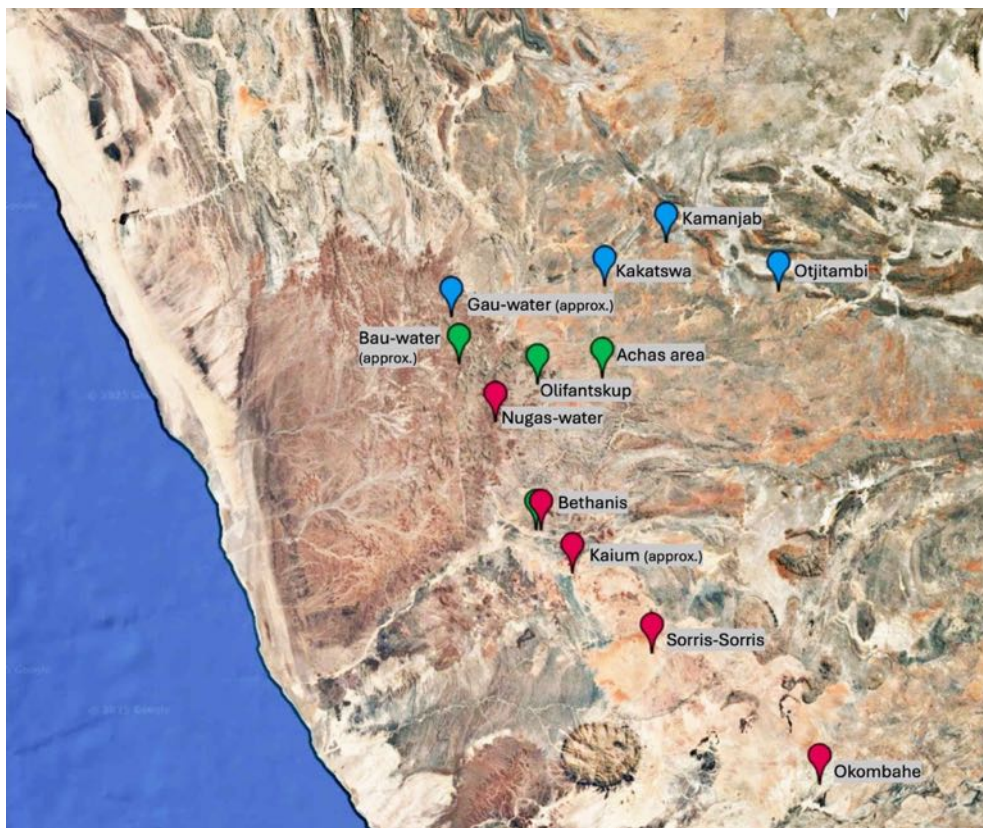 Kamanjab
Kakatswa
Otjitambi
Gau-water (approx.)
Bau-water
(approx.)
Achas area
Olifantskup
Nugas-water
Bethanis
Kaium (approx.)
Sorris-Sorris
Okombahe